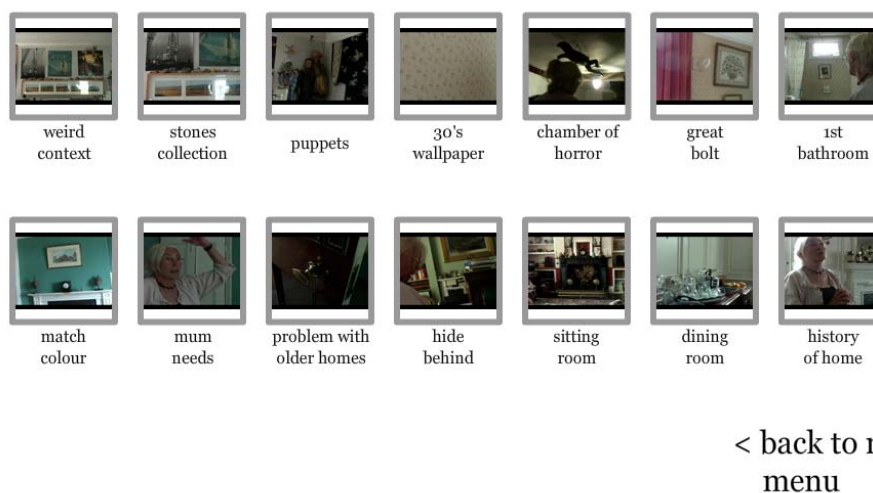 weird
context
stones
collection
puppets
30's
wallpaper
chamber of
horror
great
bolt
1st
bathroom
match
colour
mum
needs
problem with
older homes
hide
behind
sitting
room
dining
room
history
of home
< back to
menu